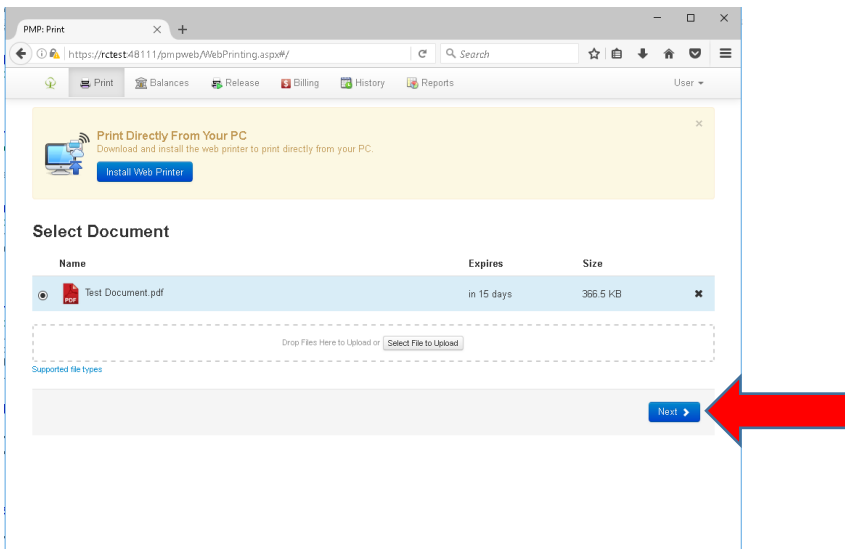 PMP: Print
https://rctest:48111/pmpweb/WebPrinting.aspx#/
Search
Print Balances Release Billing History Reports User
Print Directly From Your PC
Download and install the web printer to print directly from your PC.
Install Web Printer
Select Document
Name Expires Size
PDF Test Document.pdf in 15 days 366.5 KB
Drop Files Here to Upload or Select File to Upload
Supported file types
Next